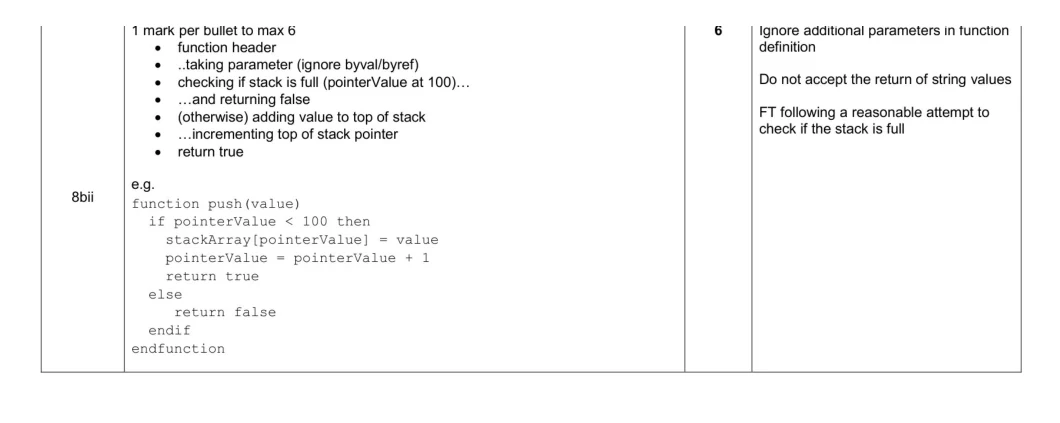 1 mark per bullet to max 6
• function header
• ..taking parameter (ignore byval/byref)
• checking if stack is full (pointerValue at 100)…
• …and returning false
• (otherwise) adding value to top of stack
• …incrementing top of stack pointer
• return true
8bii
e.g.
function push(value)
if pointerValue < 100 then
stackArray[pointerValue] = value
pointerValue = pointerValue + 1
return true
else
return false
endif
endfunction
6
Ignore additional parameters in function
definition
Do not accept the return of string values
FT following a reasonable attempt to
check if the stack is full